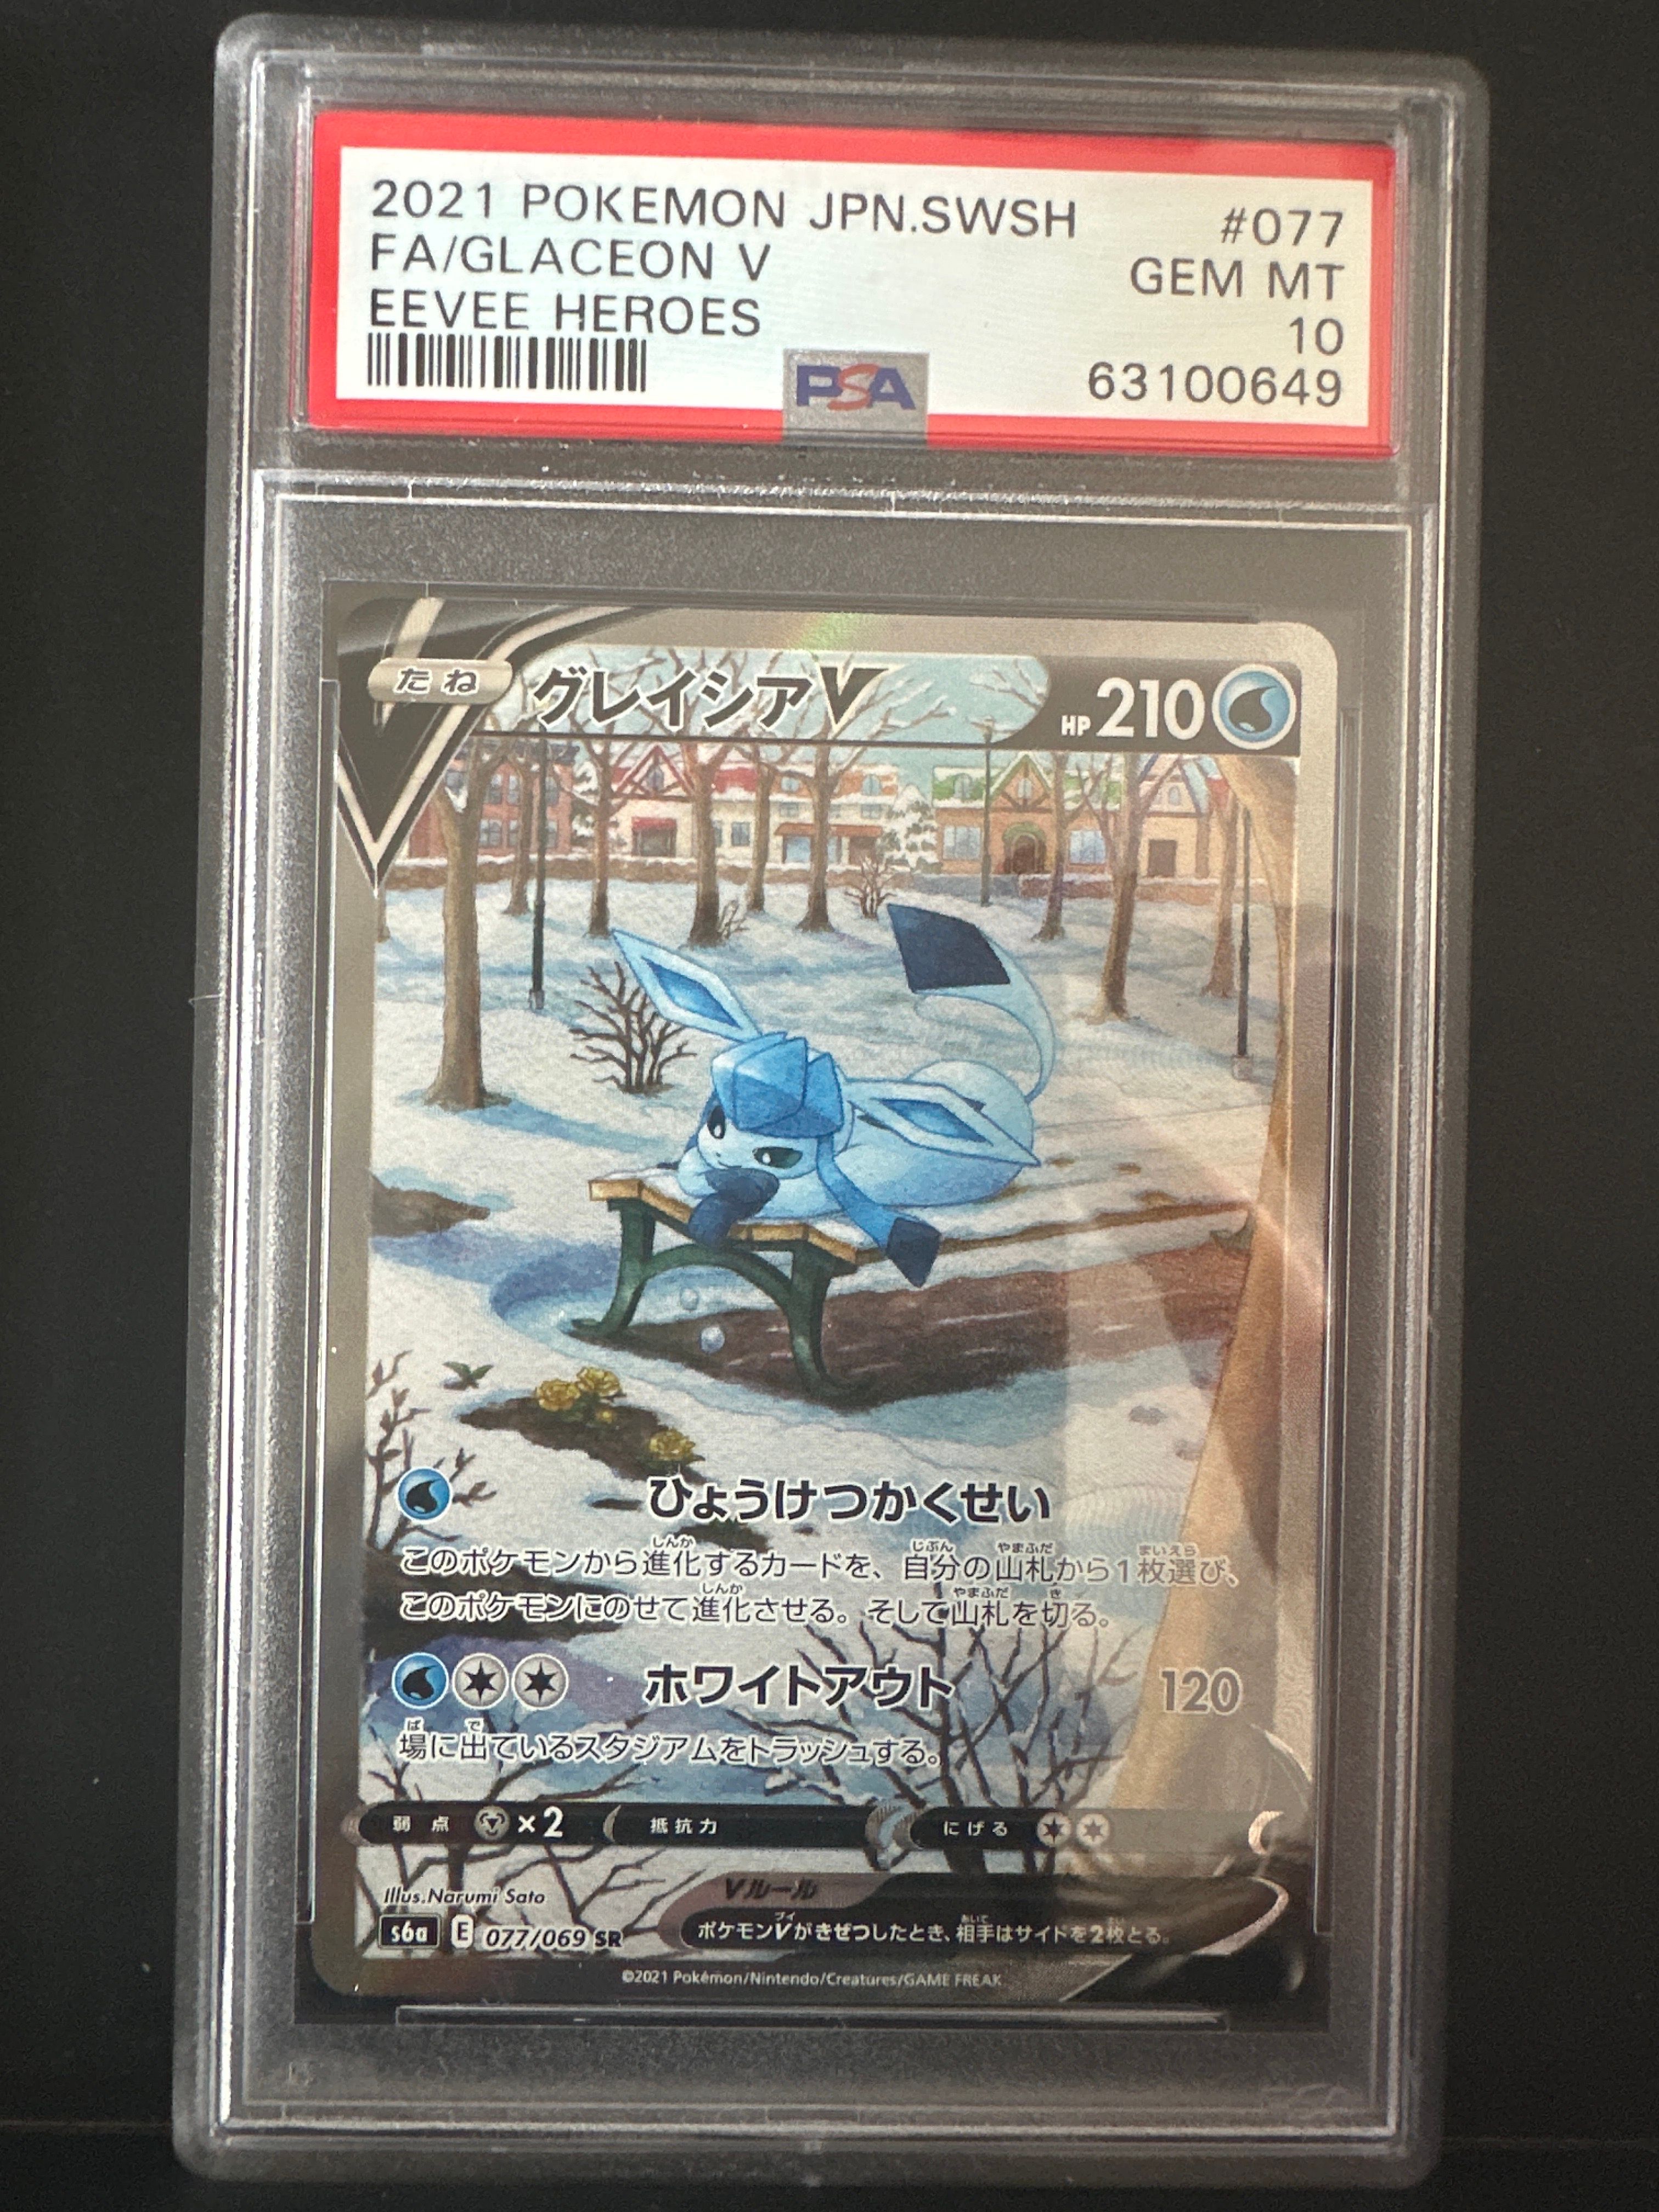 2021 POKEMON JPN.SWSH #077
FA/GLACEON V GEM MT
EEVEE HEROES 10
PSA 63100649
たね グレイシアV HP 210
ひょうけつかくせい
このポケモンから進化するカードを、自分の山札から1枚選び、
このポケモンにのせて進化させる。そして山札を切る。
ホワイトアウト 120
場に出ているスタジアムをトラッシュする。
弱点 ×2 抵抗力 にげる
Illus.Narumi Sato Vルール
s6a E 077/069 SR ポケモンVがきぜつしたとき、相手はサイドを2枚とる。
©2021 Pokémon/Nintendo/Creatures/GAME FREAK